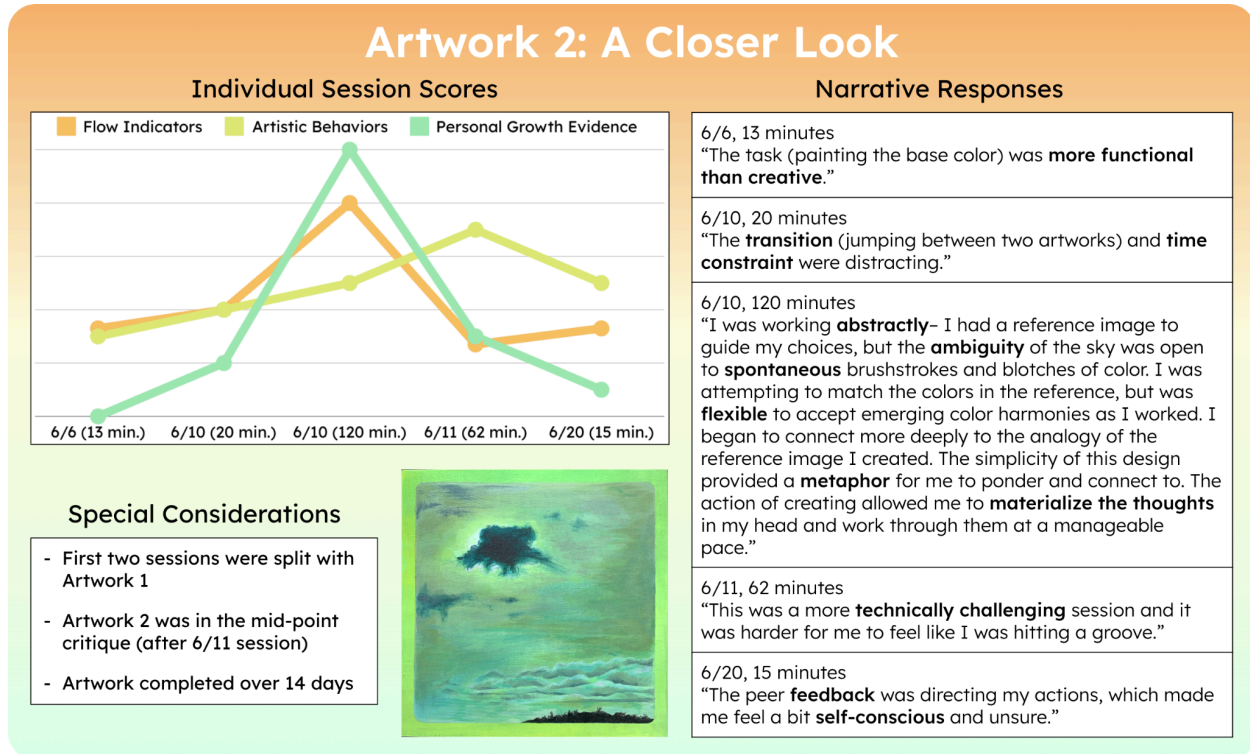 Artwork 2: A Closer Look
Individual Session Scores
Flow Indicators
Artistic Behaviors
Personal Growth Evidence
6/6 (13 min.)
6/10 (20 min.)
6/10 (120 min.)
6/11 (62 min.)
6/20 (15 min.)
Special Considerations
- First two sessions were split with
Artwork 1
- Artwork 2 was in the mid-point
critique (after 6/11 session)
- Artwork completed over 14 days
Narrative Responses
6/6, 13 minutes
“The task (painting the base color) was more functional
than creative.”
6/10, 20 minutes
“The transition (jumping between two artworks) and time
constraint were distracting.”
6/10, 120 minutes
“I was working abstractly– I had a reference image to
guide my choices, but the ambiguity of the sky was open
to spontaneous brushstrokes and blotches of color. I was
attempting to match the colors in the reference, but was
flexible to accept emerging color harmonies as I worked. I
began to connect more deeply to the analogy of the
reference image I created. The simplicity of this design
provided a metaphor for me to ponder and connect to. The
action of creating allowed me to materialize the thoughts
in my head and work through them at a manageable
pace.”
6/11, 62 minutes
“This was a more technically challenging session and it
was harder for me to feel like I was hitting a groove.”
6/20, 15 minutes
“The peer feedback was directing my actions, which made
me feel a bit self-conscious and unsure.”